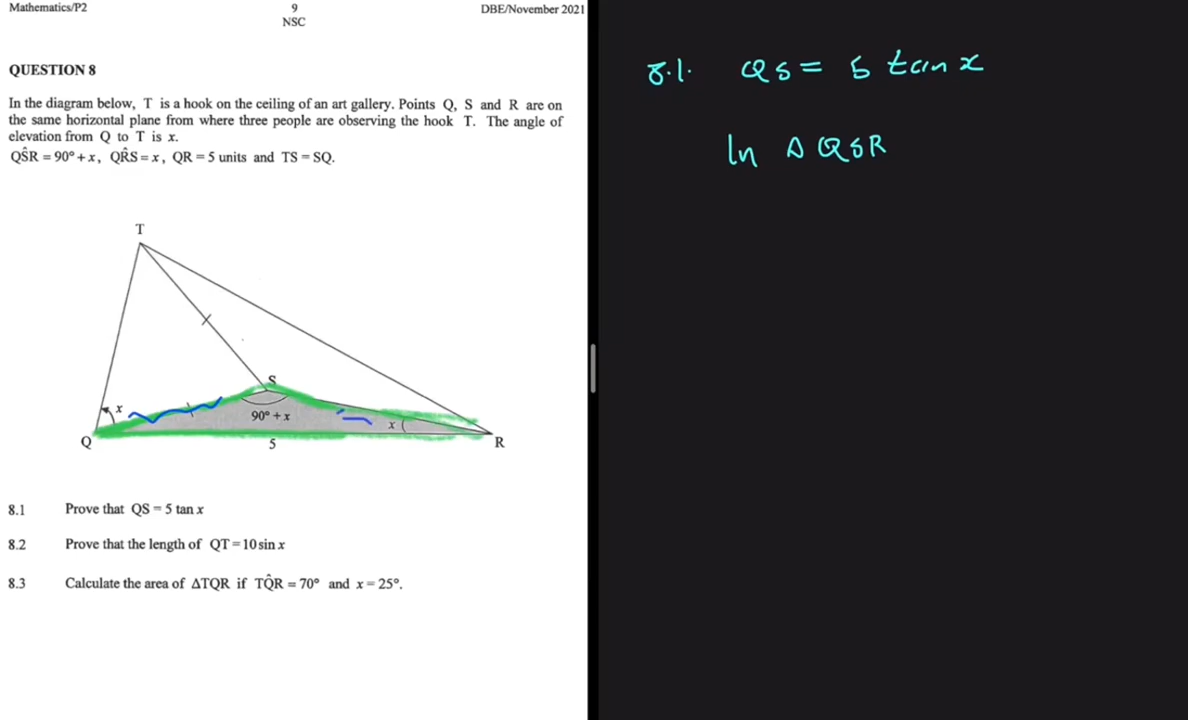 Mathematics/P2
9
NSC
DBE/November 2021
QUESTION 8
In the diagram below, T is a hook on the ceiling of an art gallery. Points Q, S and R are on
the same horizontal plane from where three people are observing the hook T. The angle of
elevation from Q to T is x.
QŜR = 90° + x, QR̂S = x, QR = 5 units and TS = SQ.
T
S
x
90° + x
x
Q
5
R
8.1 Prove that QS = 5 tan x
8.2 Prove that the length of QT = 10 sin x
8.3 Calculate the area of ΔTQR if TQ̂R = 70° and x = 25°.
8.1. QS = 5 tan x
In Δ QSR